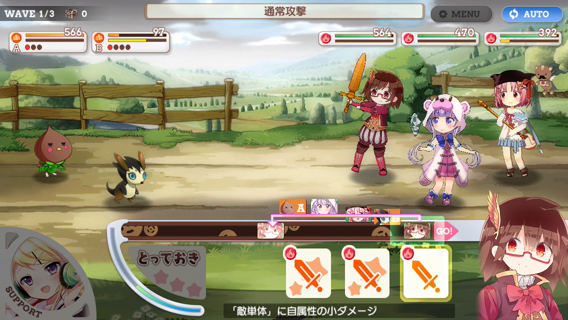 WAVE 1/3 0
通常攻撃
MENU
AUTO
566
A
97
B
564
470
392
A
GO!
とっておき
SUPPORT
「敵単体」に自属性の小ダメージ